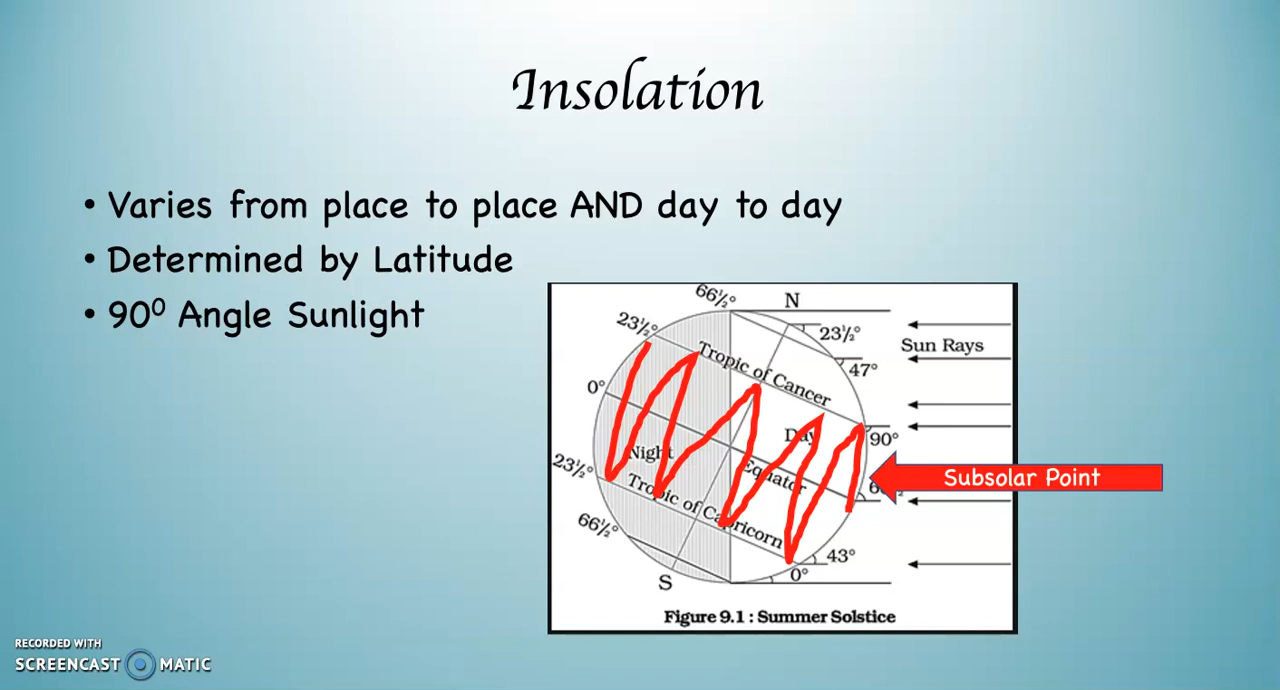 Insolation
• Varies from place to place AND day to day
• Determined by Latitude
• 90⁰ Angle Sunlight
66½°
N
23½°
23½°
Sun Rays
47°
Tropic of Cancer
0°
Day
90°
Night
Equator
Subsolar Point
23½°
Tropic of Capricorn
66½°
43°
0°
S
Figure 9.1 : Summer Solstice
RECORDED WITH
SCREENCAST MATIC